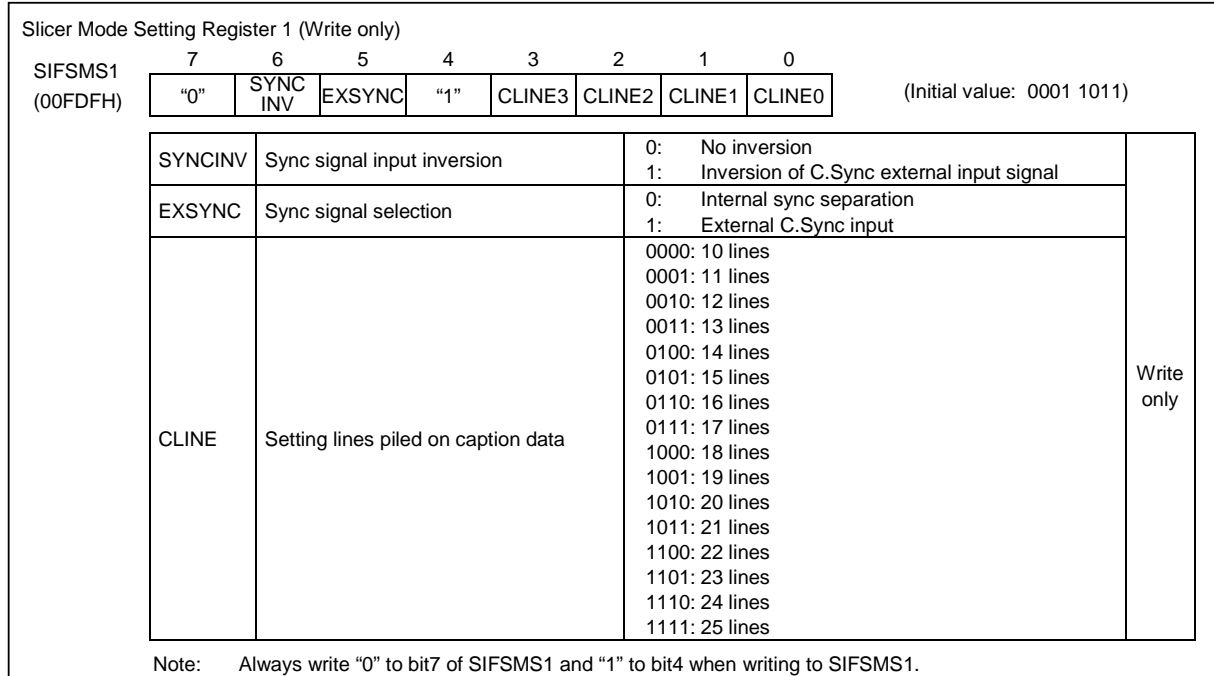 Slicer Mode Setting Register 1 (Write only)
7 6 5 4 3 2 1 0
SIFSMS1
(00FDFH)
“0” SYNC INV EXSYNC “1” CLINE3 CLINE2 CLINE1 CLINE0 (Initial value: 0001 1011)
SYNCINV Sync signal input inversion 0: No inversion
1: Inversion of C.Sync external input signal
EXSYNC Sync signal selection 0: Internal sync separation
1: External C.Sync input
CLINE Setting lines piled on caption data
0000: 10 lines
0001: 11 lines
0010: 12 lines
0011: 13 lines
0100: 14 lines
0101: 15 lines
0110: 16 lines
0111: 17 lines
1000: 18 lines
1001: 19 lines
1010: 20 lines
1011: 21 lines
1100: 22 lines
1101: 23 lines
1110: 24 lines
1111: 25 lines
Write
only
Note: Always write “0” to bit7 of SIFSMS1 and “1” to bit4 when writing to SIFSMS1.